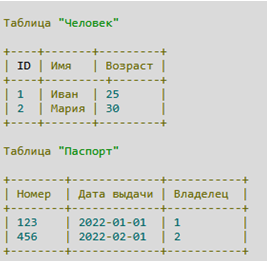 Таблица "Человек"
+----+-------+---------+
| ID | Имя   | Возраст |
+----+-------+---------+
| 1  | Иван  | 25
| 2  | Мария | 30
+----+-------+---------+
Таблица "Паспорт"
+--------+-------------+-----------+
| Номер  | Дата выдачи | Владелец  |
+--------+-------------+-----------+
| 123    | 2022-01-01  | 1         |
| 456    | 2022-02-01  | 2         |
+--------+-------------+-----------+